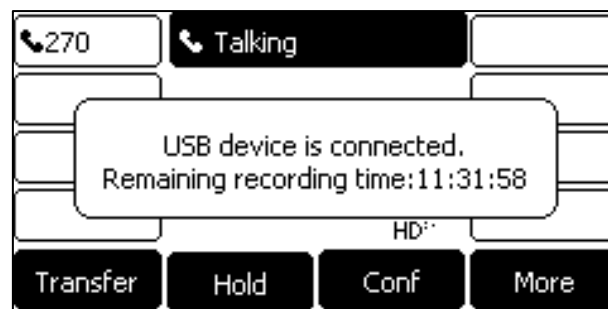 270
Talking
USB device is connected.
Remaining recording time:11:31:58
HD
Transfer
Hold
Conf
More